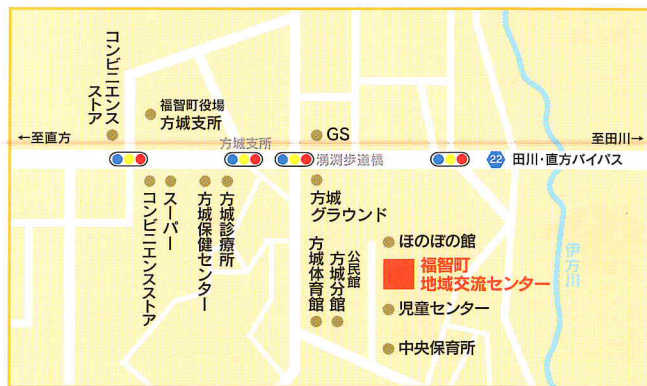 コンビニエンス
ストア
福智町役場
方城支所
←至直方
方城支所
GS
湧渕歩道橋
22
田川・直方バイパス
至田川→
コンビニエンスストア
スーパー
方城保健センター
方城診療所
方城
グラウンド
方城体育館
公民館
方城分館
ほのぼの館
福智町
地域交流センター
児童センター
中央保育所
伊方川